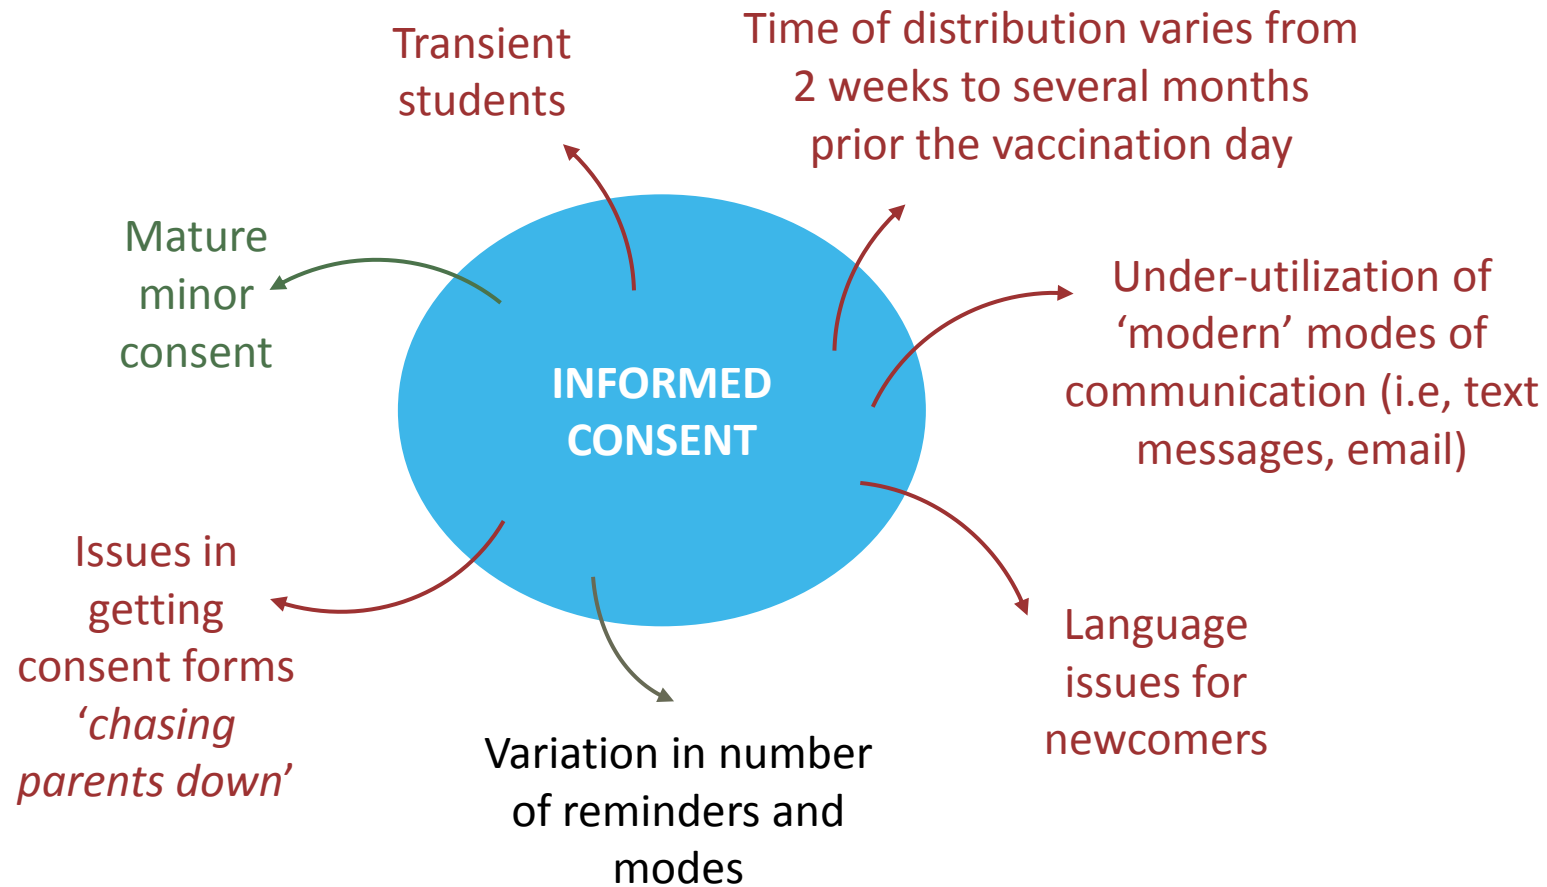 Transient
students
Time of distribution varies from
2 weeks to several months
prior the vaccination day
Mature
minor
consent
Under-utilization of
‘modern’ modes of
communication (i.e, text
messages, email)
INFORMED
CONSENT
Issues in
getting
consent forms
‘chasing
parents down’
Language
issues for
newcomers
Variation in number
of reminders and
modes